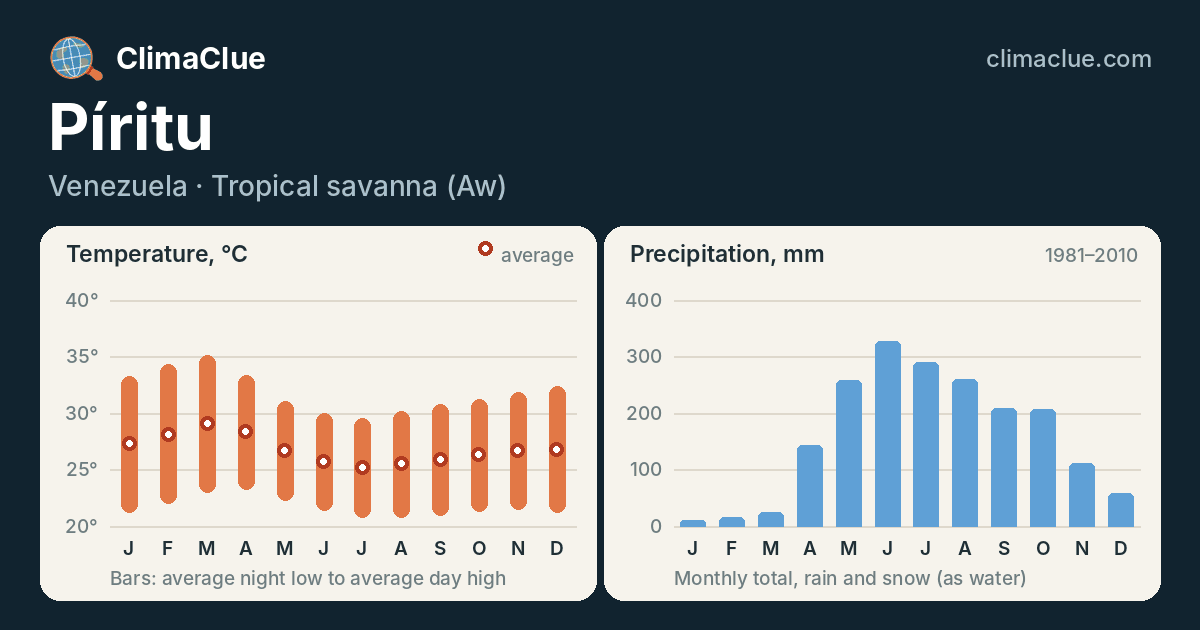 ClimaClue
climaclue.com
Píritu
Venezuela · Tropical savanna (Aw)
Temperature, °C
average
40°
35°
30°
25°
20°
J F M A M J J A S O N D
Bars: average night low to average day high
Precipitation, mm
1981–2010
400
300
200
100
0
J F M A M J J A S O N D
Monthly total, rain and snow (as water)